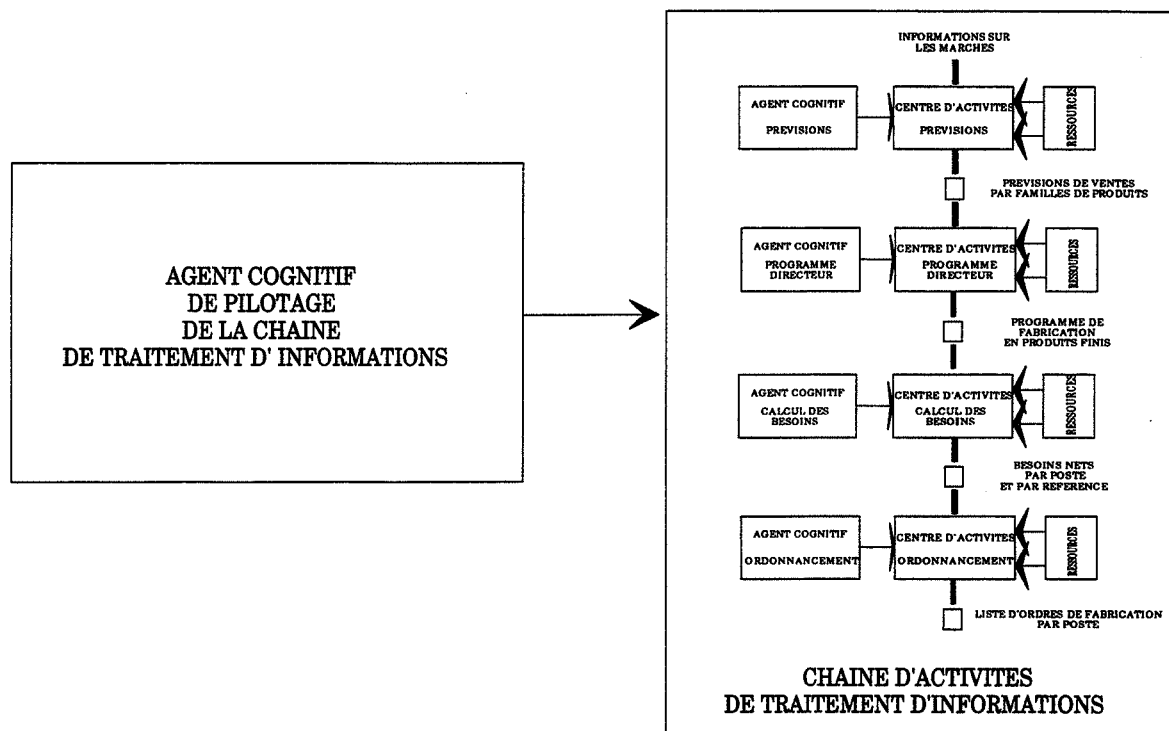 INFORMATIONS SUR
LES MARCHES
AGENT COGNITIF
PREVISIONS
CENTRE D'ACTIVITES
PREVISIONS
RESSOURCES
PREVISIONS DE VENTES
PAR FAMILLES DE PRODUITS
AGENT COGNITIF
PROGRAMME
DIRECTEUR
CENTRE D'ACTIVITES
PROGRAMME
DIRECTEUR
RESSOURCES
AGENT COGNITIF
DE PILOTAGE
DE LA CHAINE
DE TRAITEMENT D' INFORMATIONS
PROGRAMME DE
FABRICATION
EN PRODUITS FINIS
AGENT COGNITIF
CALCUL DES
BESOINS
CENTRE D'ACTIVITES
CALCUL DES
BESOINS
RESSOURCES
BESOINS NETS
PAR POSTE
ET PAR REFERENCE
AGENT COGNITIF
ORDONNANCEMENT
CENTRE D'ACTIVITES
ORDONNANCEMENT
RESSOURCES
LISTE D'ORDRES DE FABRICATION
PAR POSTE
CHAINE D'ACTIVITES
DE TRAITEMENT D'INFORMATIONS